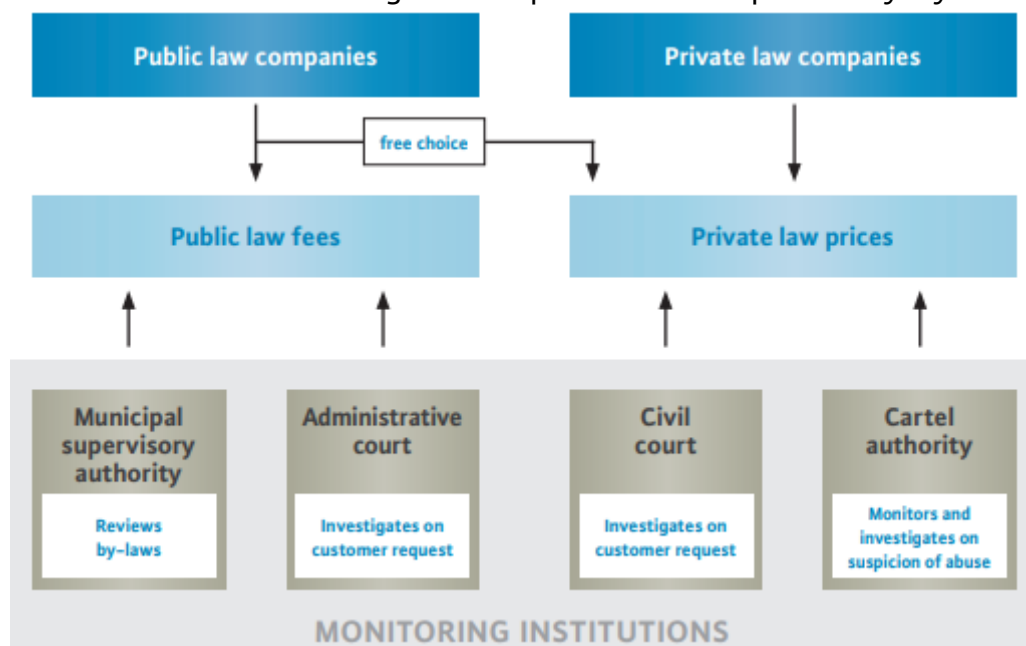 Public law companies
Private law companies
free choice
Public law fees
Private law prices
Municipal
supervisory
authority
Reviews
by-laws
Administrative
court
Investigates on
customer request
Civil
court
Investigates on
customer request
Cartel
authority
Monitors and
investigates on
suspicion of abuse
MONITORING INSTITUTIONS